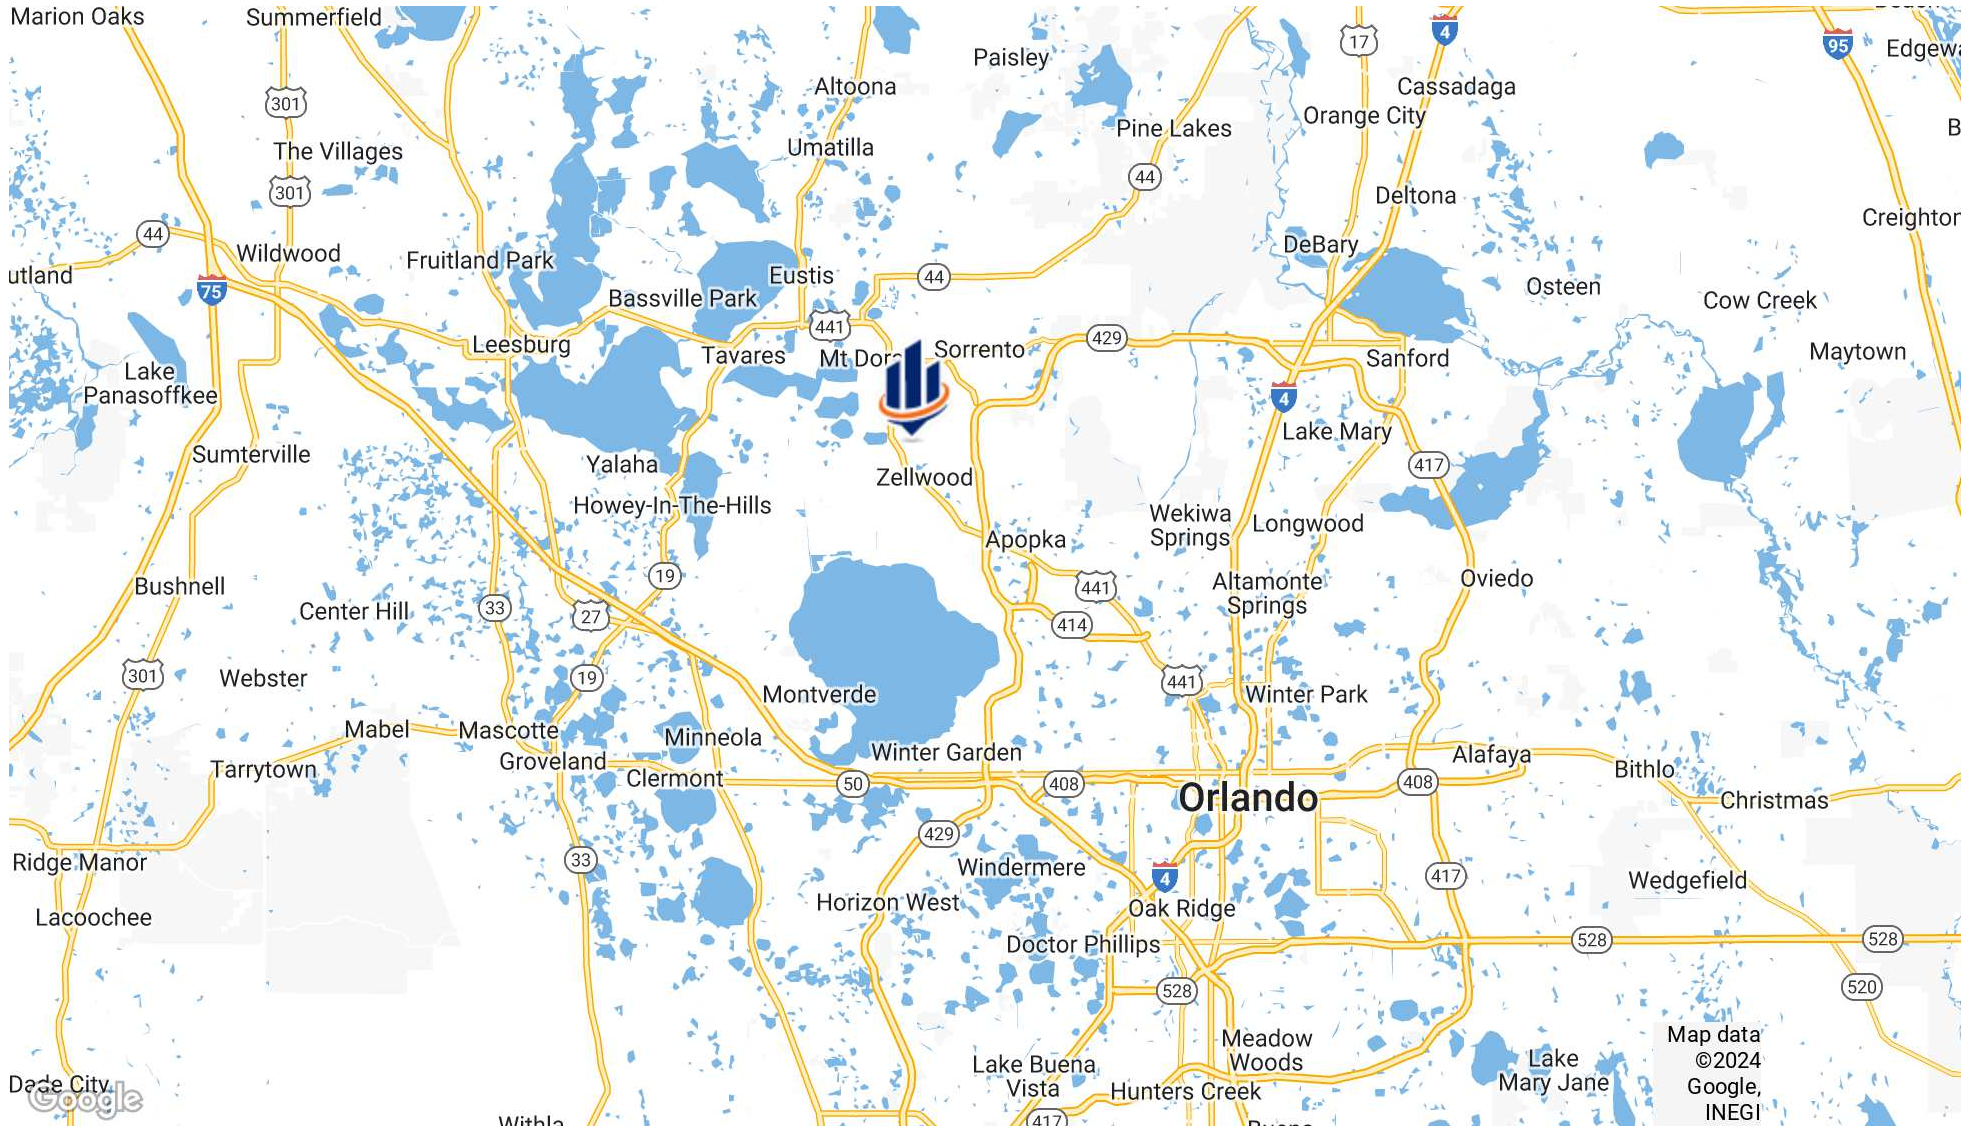 Marion Oaks
Summerfield
17
4
95
Edgew
Paisley
Altoona
Cassadaga
301
Orange City
Pine Lakes
The Villages
Umatilla
44
301
Deltona
Creighton
44
Wildwood
DeBary
Fruitland Park
utland
Eustis
44
75
Bassville Park
Osteen
Cow Creek
441
429
Leesburg
Tavares
Mt Dora
Sorrento
Sanford
Maytown
Lake
Panasoffkee
4
Lake Mary
Sumterville
Yalaha
417
Zellwood
Howey-In-The-Hills
Wekiwa
Springs
Longwood
Apopka
19
Bushnell
441
Altamonte
Springs
Oviedo
Center Hill
33
27
414
301
Webster
19
441
Montverde
Winter Park
Mabel
Mascotte
Minneola
Winter Garden
Groveland
Alafaya
Tarrytown
Clermont
50
408
408
Bithlo
Orlando
Christmas
429
Ridge Manor
33
Windermere
4
417
Wedgefield
Horizon West
Oak Ridge
Lacoochee
Doctor Phillips
528
528
528
520
Meadow
Woods
Lake Buena
Vista
Hunters Creek
Lake
Mary Jane
Map data
©2024
Google,
INEGI
Dade City
Google
417
Withla